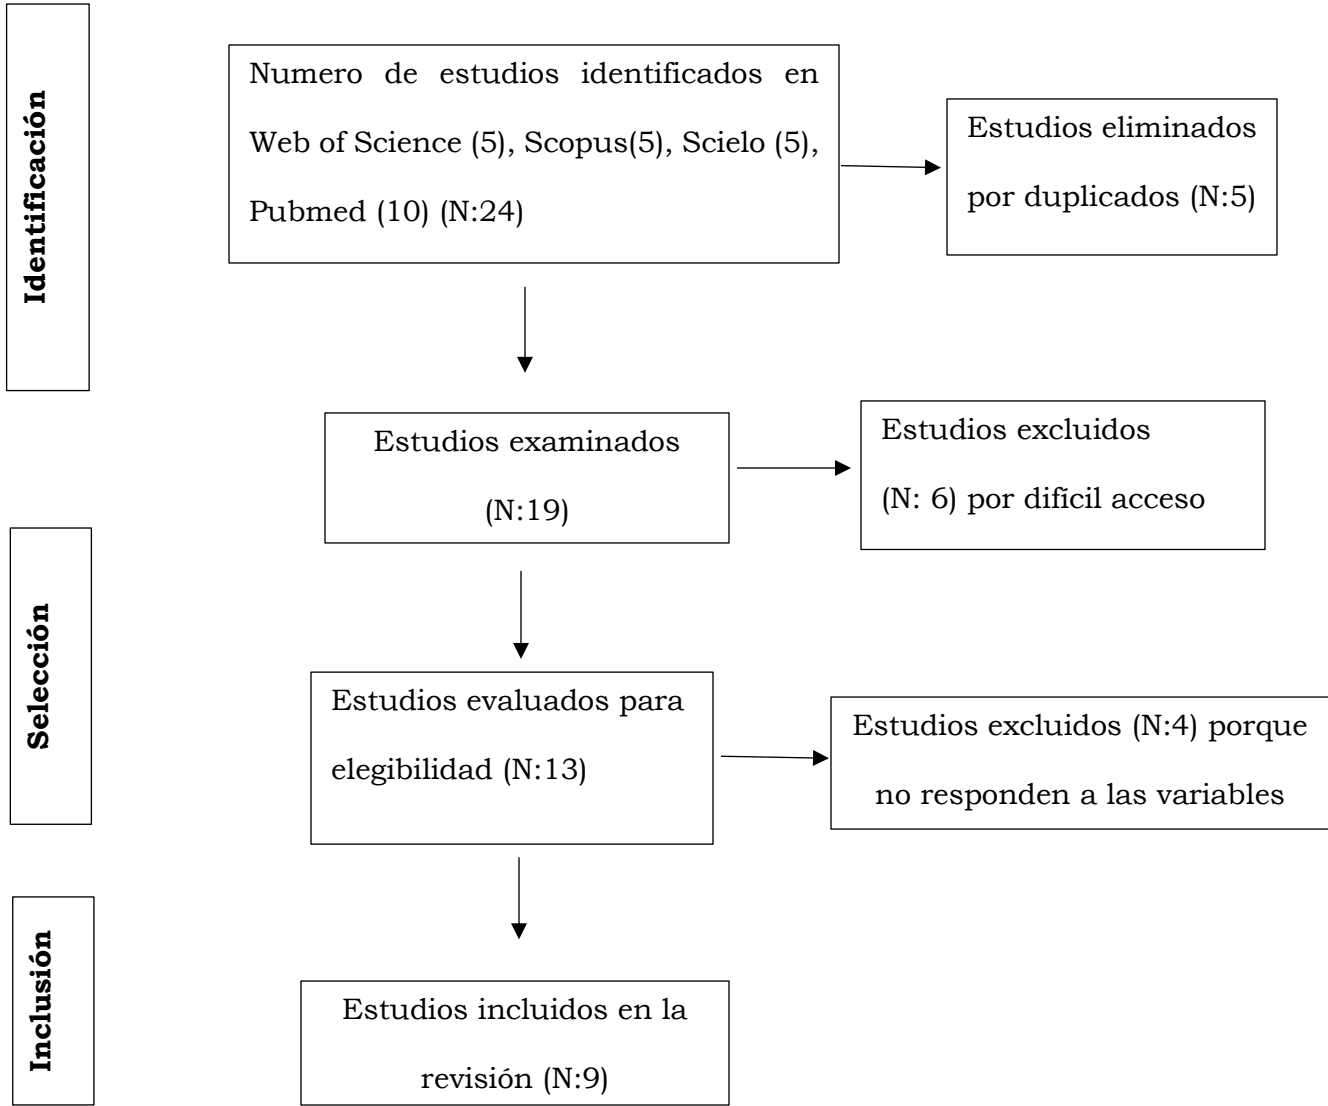 Identificación
Numero de estudios identificados en
Web of Science (5), Scopus(5), Scielo (5),
Pubmed (10) (N:24)
Estudios eliminados
por duplicados (N:5)
Estudios examinados
(N:19)
Estudios excluidos
(N: 6) por difícil acceso
Selección
Estudios evaluados para
elegibilidad (N:13)
Estudios excluidos (N:4) porque
no responden a las variables
Inclusión
Estudios incluidos en la
revisión (N:9)